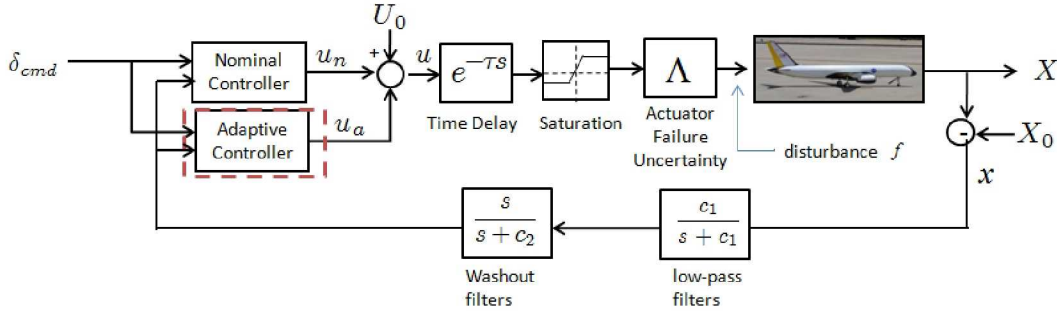 U_0
δ_cmd
Nominal
Controller
u_n
+
u
e^{-τs}
Λ
X
Adaptive
Controller
u_a
Time Delay
Saturation
Actuator
Failure
Uncertainty
disturbance f
-
X_0
x
s
s + c_2
c_1
s + c_1
Washout
filters
low-pass
filters